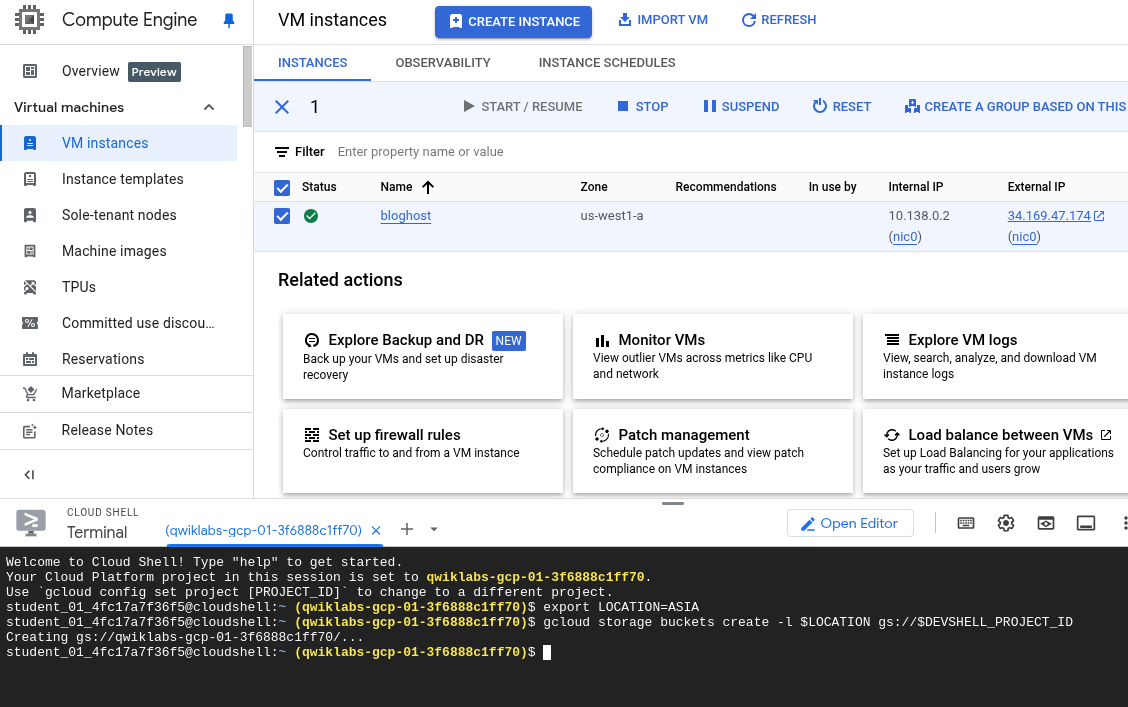 Compute Engine
Overview Preview
Virtual machines
VM instances
Instance templates
Sole-tenant nodes
Machine images
TPUs
Committed use discou…
Reservations
Marketplace
Release Notes
VM instances CREATE INSTANCE IMPORT VM REFRESH
INSTANCES OBSERVABILITY INSTANCE SCHEDULES
1 START / RESUME STOP SUSPEND RESET CREATE A GROUP BASED ON THIS
Filter Enter property name or value
Status Name Zone Recommendations In use by Internal IP External IP
bloghost us-west1-a 10.138.0.2 34.169.47.174
(nic0) (nic0)
Related actions
Explore Backup and DR NEW
Back up your VMs and set up disaster
recovery
Monitor VMs
View outlier VMs across metrics like CPU
and network
Explore VM logs
View, search, analyze, and download VM
instance logs
Set up firewall rules
Control traffic to and from a VM instance
Patch management
Schedule patch updates and view patch
compliance on VM instances
Load balance between VMs
Set up Load Balancing for your applications
as your traffic and users grow
CLOUD SHELL
Terminal (qwiklabs-gcp-01-3f6888c1ff70) Open Editor
Welcome to Cloud Shell! Type "help" to get started.
Your Cloud Platform project in this session is set to qwiklabs-gcp-01-3f6888c1ff70.
Use `gcloud config set project [PROJECT_ID]` to change to a different project.
student_01_4fc17a7f36f5@cloudshell:~ (qwiklabs-gcp-01-3f6888c1ff70)$ export LOCATION=ASIA
student_01_4fc17a7f36f5@cloudshell:~ (qwiklabs-gcp-01-3f6888c1ff70)$ gcloud storage buckets create -l $LOCATION gs://$DEVSHELL_PROJECT_ID
Creating gs://qwiklabs-gcp-01-3f6888c1ff70/...
student_01_4fc17a7f36f5@cloudshell:~ (qwiklabs-gcp-01-3f6888c1ff70)$